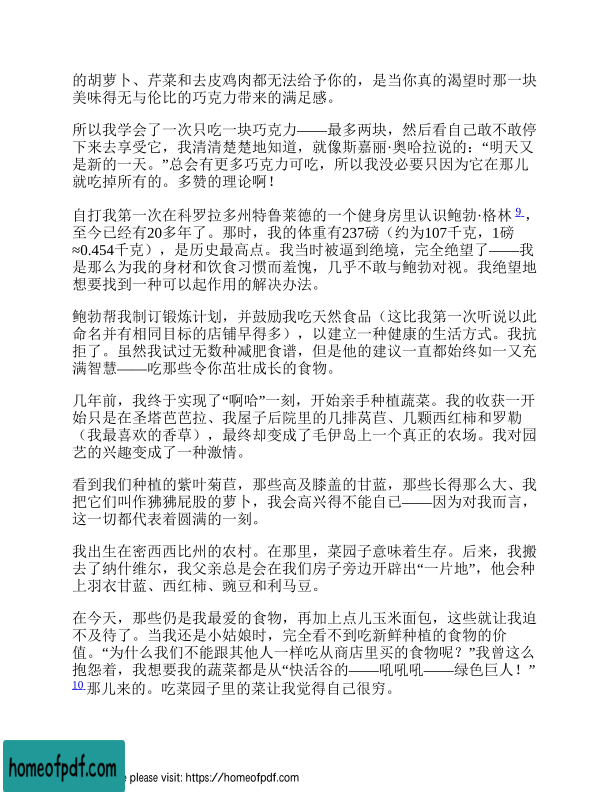 的胡萝卜、芹菜和去皮鸡肉都无法给予你的，是当你真的渴望时那一块
美味得无与伦比的巧克力带来的满足感。
所以我学会了一次只吃一块巧克力——最多两块，然后看自己敢不敢停
下来去享受它，我清清楚楚地知道，就像斯嘉丽·奥哈拉说的：“明天又
是新的一天。”总会有更多巧克力可吃，所以我没必要只因为它在那儿
就吃掉所有的。多赞的理论啊！
自打我第一次在科罗拉多州特鲁莱德的一个健身房里认识鲍勃·格林 9，
至今已经有20多年了。那时，我的体重有237磅（约为107千克，1磅
≈0.454千克），是历史最高点。我当时被逼到绝境，完全绝望了——我
是那么为我的身材和饮食习惯而羞愧，几乎不敢与鲍勃对视。我绝望地
想要找到一种可以起作用的解决办法。
鲍勃帮我制订锻炼计划，并鼓励我吃天然食品（这比我第一次听说以此
命名并有相同目标的店铺早得多），以建立一种健康的生活方式。我抗
拒了。虽然我试过无数种减肥食谱，但是他的建议一直都始终如一又充
满智慧——吃那些令你茁壮成长的食物。
几年前，我终于实现了“啊哈”一刻，开始亲手种植蔬菜。我的收获一开
始只是在圣塔芭芭拉、我屋子后院里的几排莴苣、几颗西红柿和罗勒
（我最喜欢的香草），最终却变成了毛伊岛上一个真正的农场。我对园
艺的兴趣变成了一种激情。
看到我们种植的紫叶菊苣，那些高及膝盖的甘蓝，那些长得那么大、我
把它们叫作狒狒屁股的萝卜，我会高兴得不能自已——因为对我而言，
这一切都代表着圆满的一刻。
我出生在密西西比州的农村。在那里，菜园子意味着生存。后来，我搬
去了纳什维尔，我父亲总是会在我们房子旁边开辟出“一片地”，他会种
上羽衣甘蓝、西红柿、豌豆和利马豆。
在今天，那些仍是我最爱的食物，再加上点儿玉米面包，这些就让我迫
不及待了。当我还是小姑娘时，完全看不到吃新鲜种植的食物的价
值。“为什么我们不能跟其他人一样吃从商店里买的食物呢？”我曾这么
抱怨着，我想要我的蔬菜都是从“快活谷的——吼吼吼——绿色巨人！”
10 那儿来的。吃菜园子里的菜让我觉得自己很穷。
homeofpdf.com
e please visit: https://homeofpdf.com